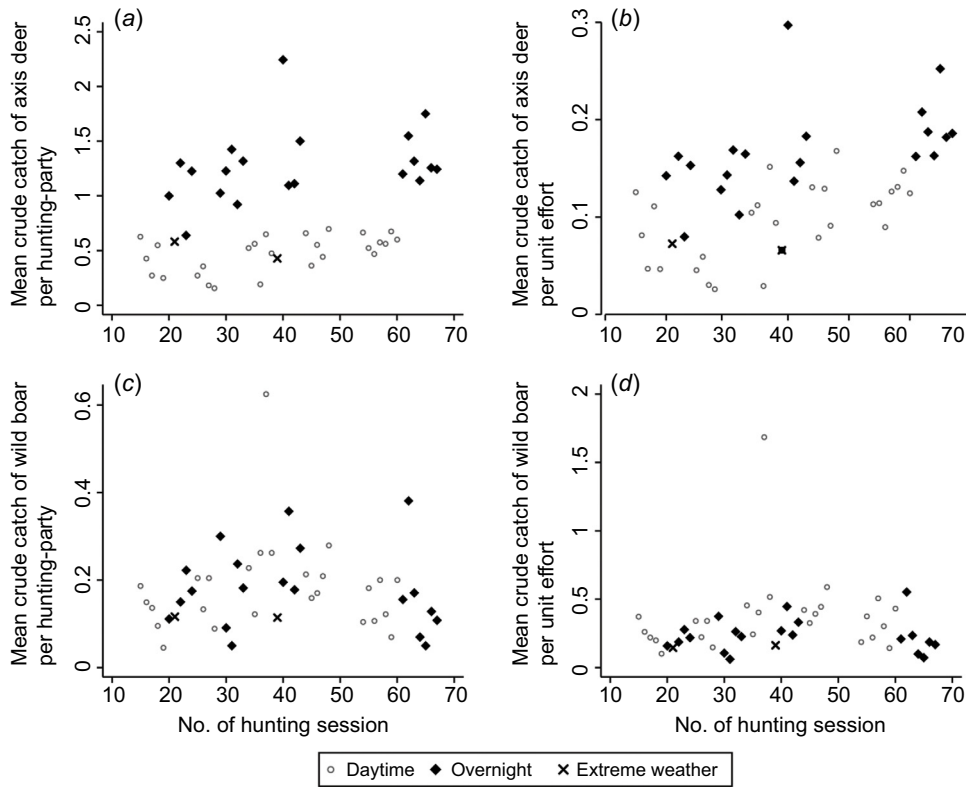 (a)
Mean crude catch of axis deer
per hunting-party
2.5
2
1.5
1
0.5
0
10 20 30 40 50 60 70
(b)
Mean crude catch of axis deer
per unit effort
0.3
0.2
0.1
0
10 20 30 40 50 60 70
(c)
Mean crude catch of wild boar
per hunting-party
0.6
0.4
0.2
0
10 20 30 40 50 60 70
No. of hunting session
(d)
Mean crude catch of wild boar
per unit effort
2
1.5
1
0.5
0
10 20 30 40 50 60 70
No. of hunting session
Daytime Overnight Extreme weather